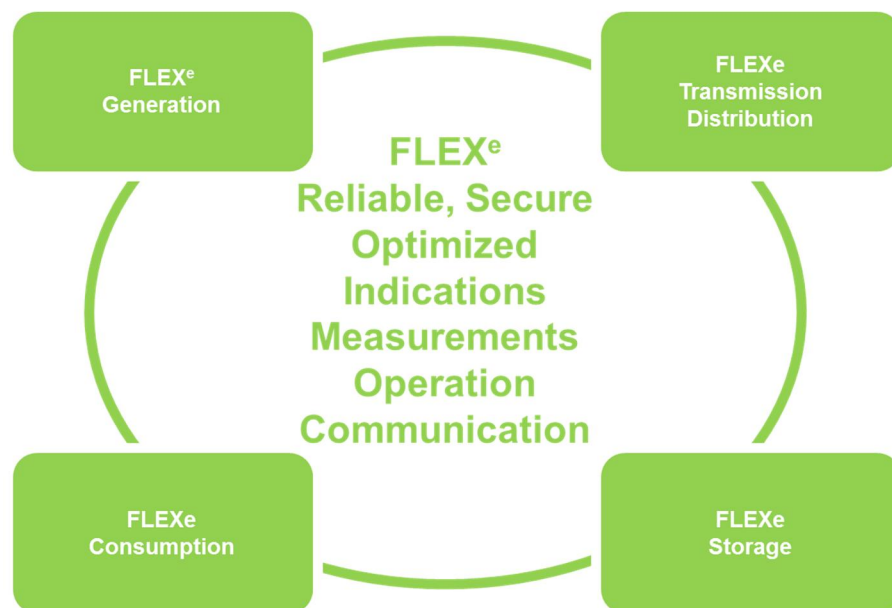 FLEXᵉ
Generation
FLEXe
Transmission
Distribution
FLEXᵉ
Reliable, Secure
Optimized
Indications
Measurements
Operation
Communication
FLEXe
Consumption
FLEXe
Storage